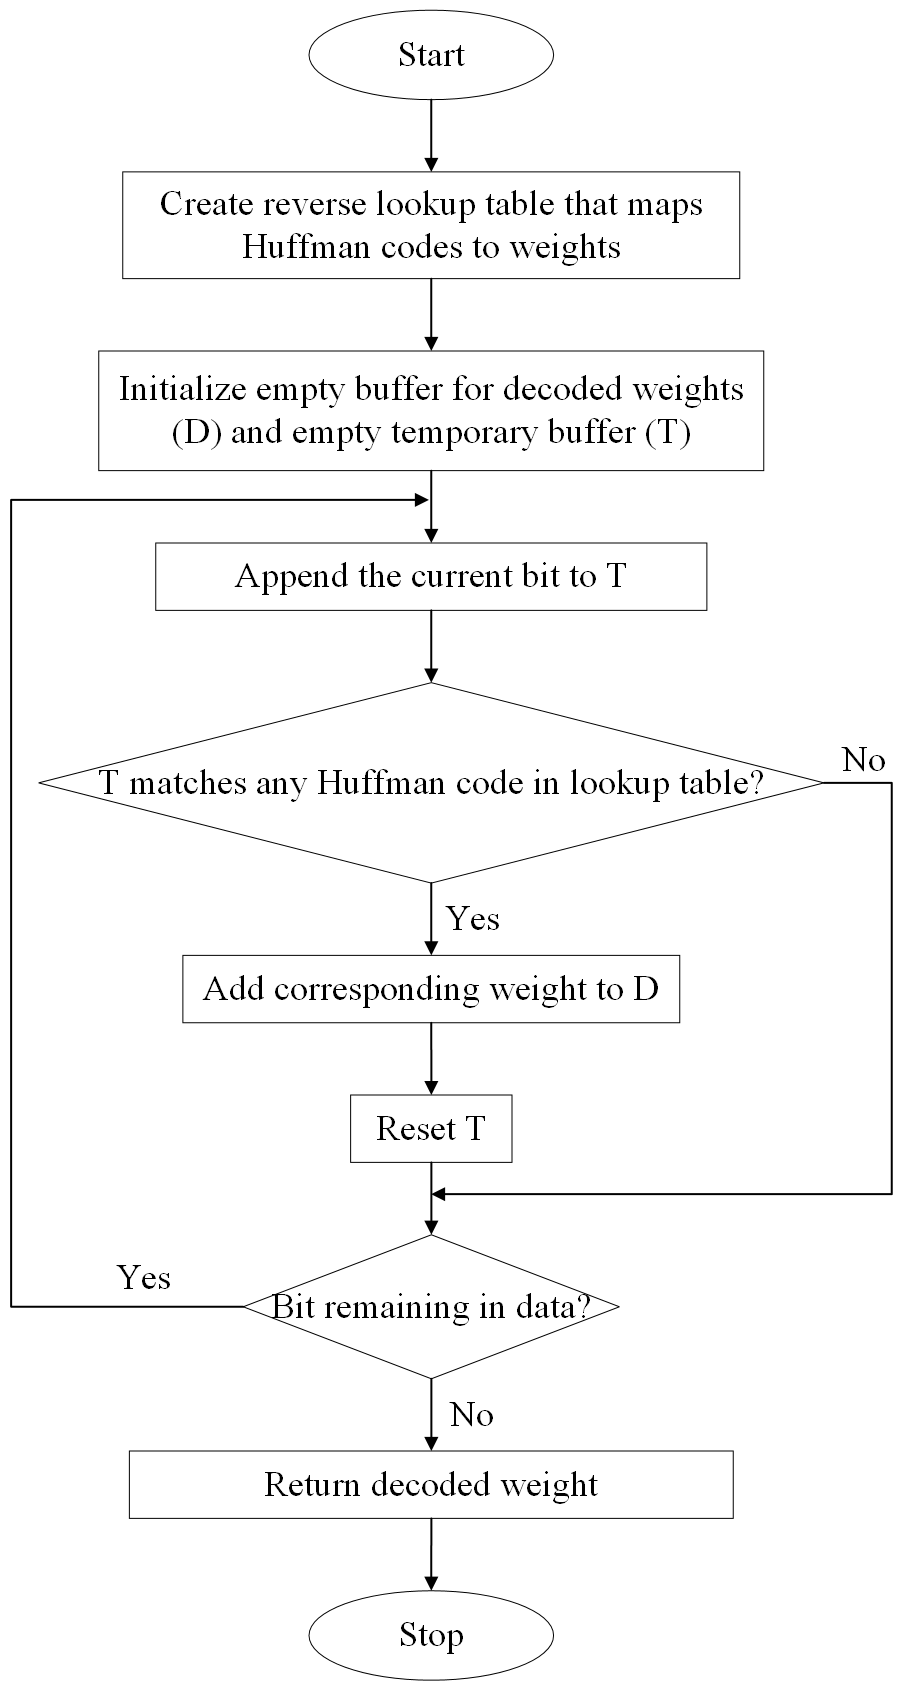 Start
Create reverse lookup table that maps
Huffman codes to weights
Initialize empty buffer for decoded weights
(D) and empty temporary buffer (T)
Append the current bit to T
T matches any Huffman code in lookup table?
No
Yes
Add corresponding weight to D
Reset T
Yes
Bit remaining in data?
No
Return decoded weight
Stop